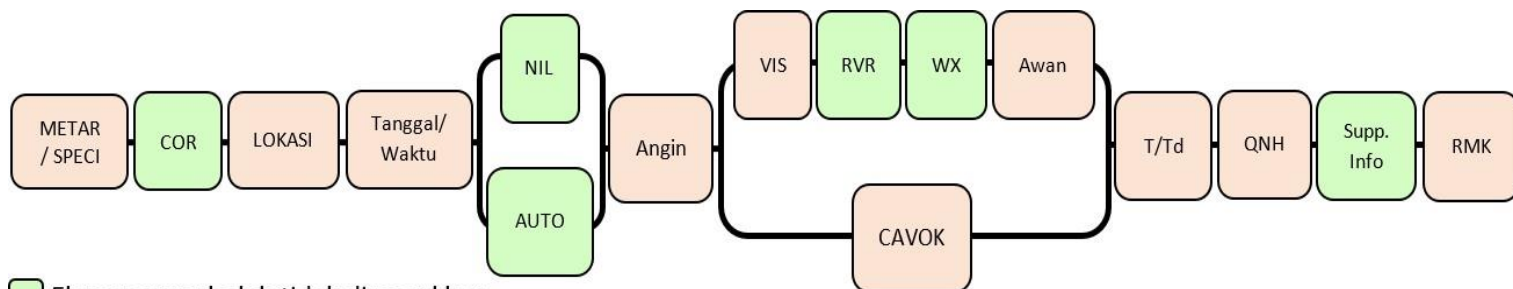 METAR
/ SPECI
COR
LOKASI
Tanggal/
Waktu
NIL
AUTO
Angin
VIS
RVR
WX
Awan
CAVOK
T/Td
QNH
Supp.
Info
RMK